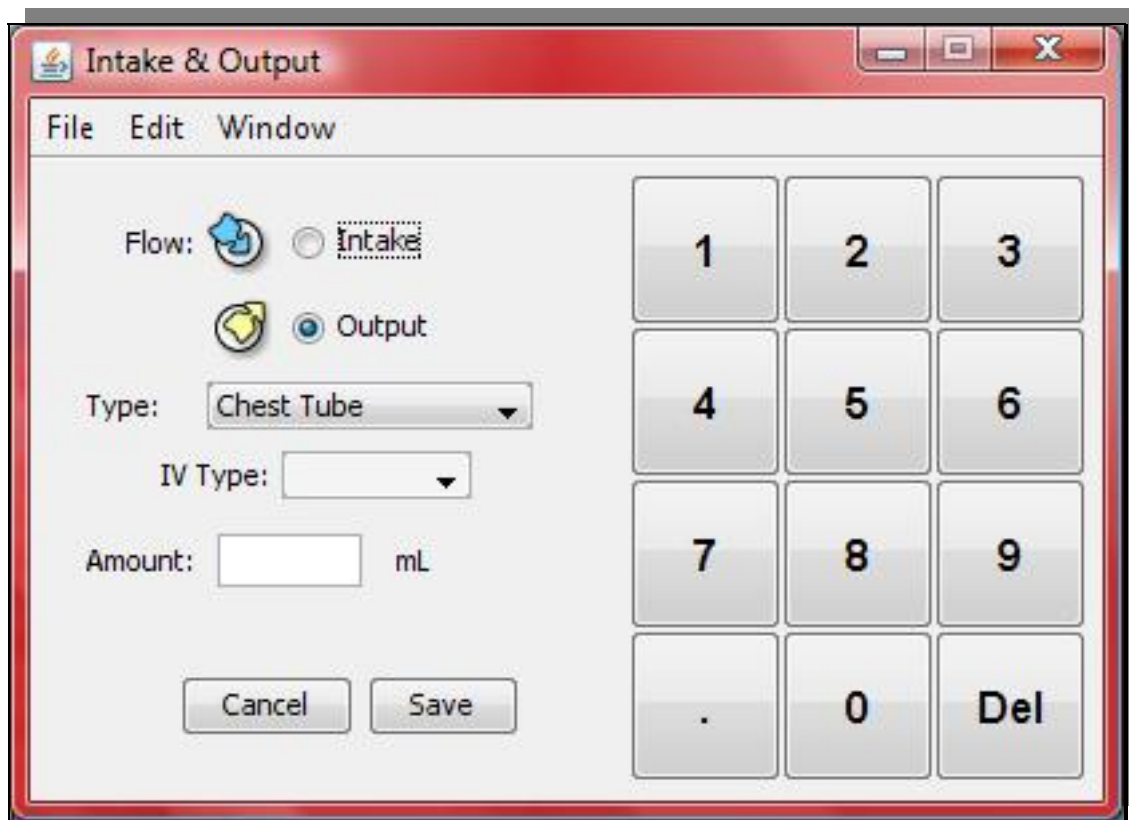 Intake & Output
File Edit Window
Flow: Intake
Output
Type: Chest Tube
IV Type:
Amount: mL
Cancel Save
1 2 3
4 5 6
7 8 9
. 0 Del